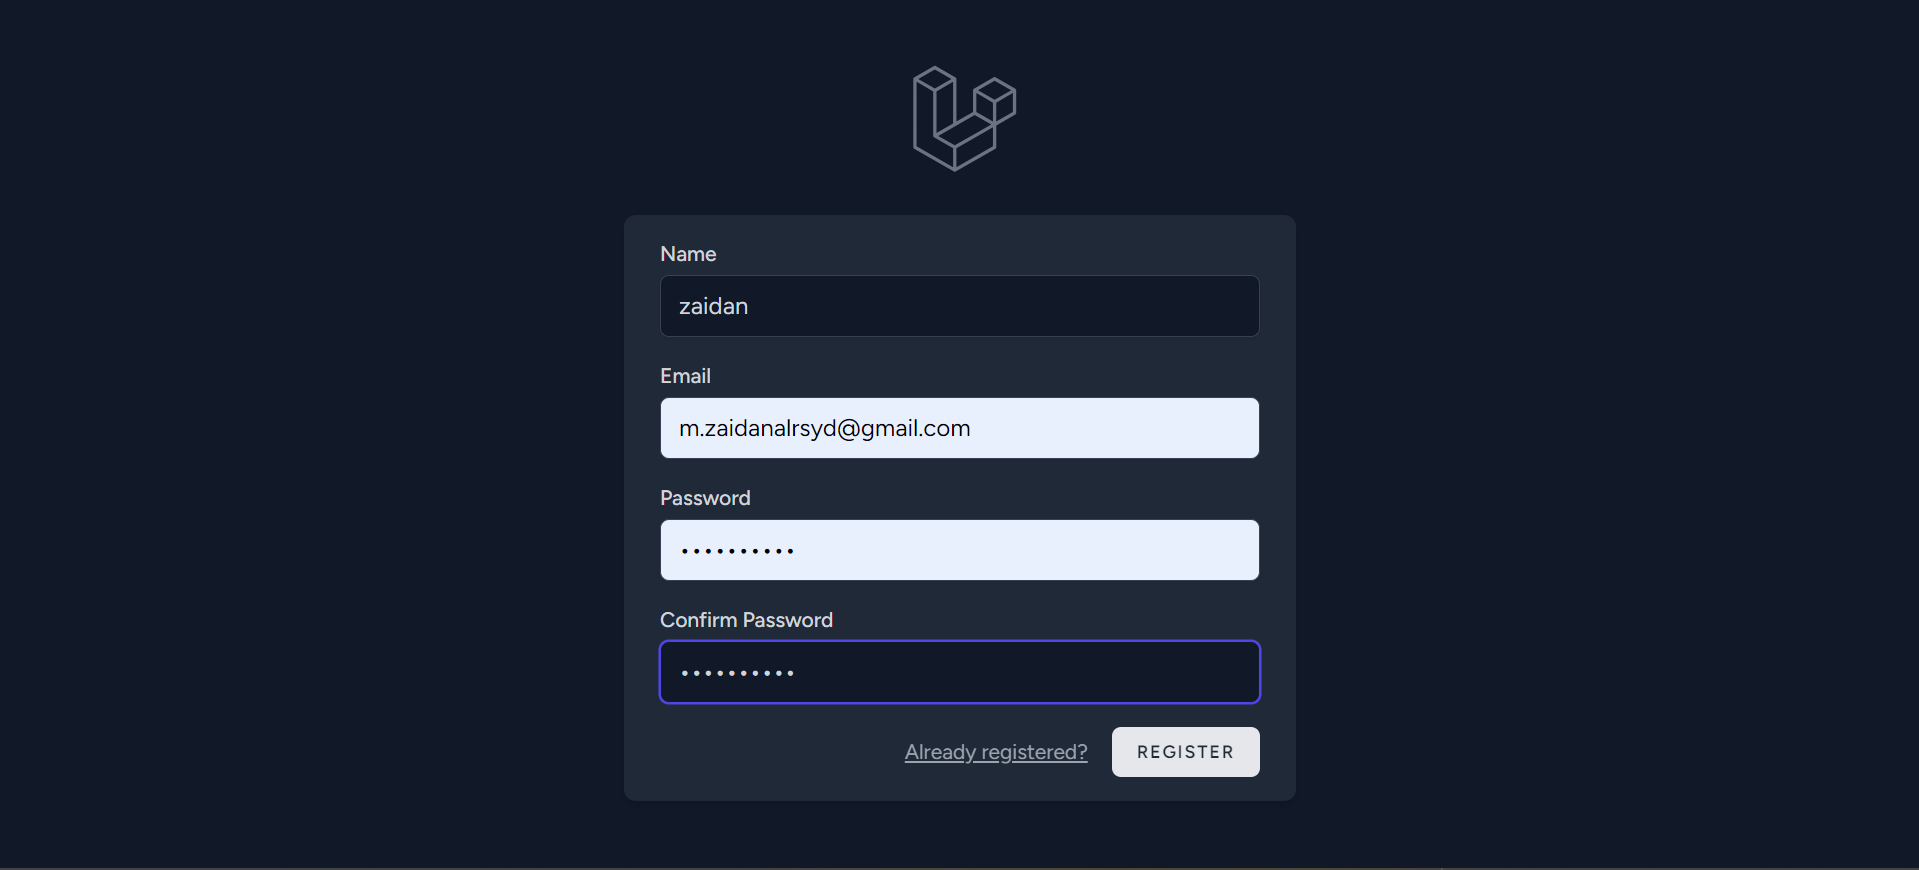 Name
zaidan
Email
m.zaidanalrsyd@gmail.com
Password
••••••••••
Confirm Password
••••••••••
Already registered? REGISTER